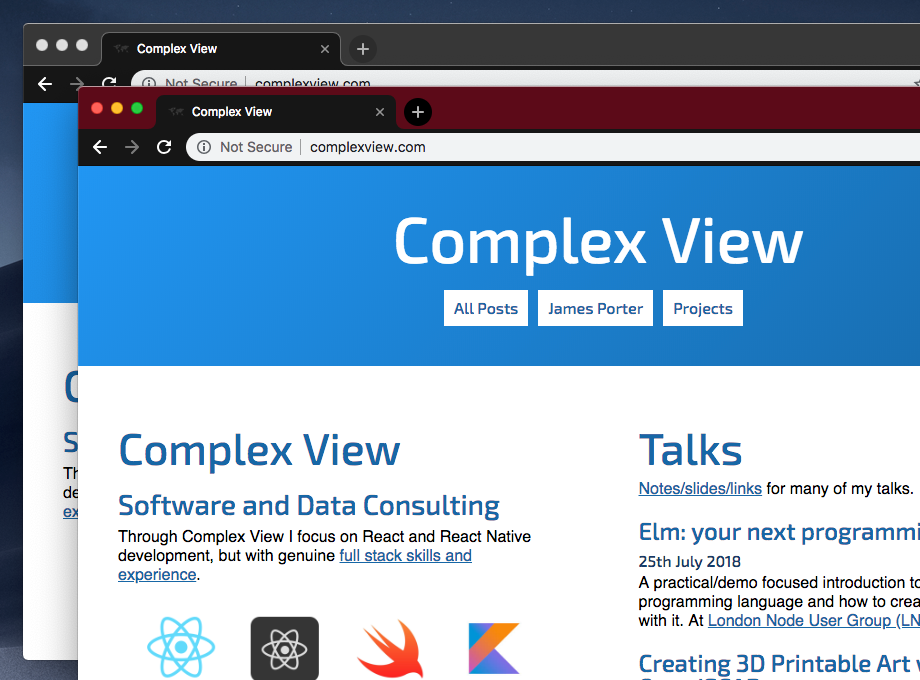 Complex View
Not Secure complexview.com
Complex View
Not Secure complexview.com
Complex View
All Posts James Porter Projects
Complex View
Software and Data Consulting
Through Complex View I focus on React and React Native
development, but with genuine full stack skills and
experience.
Talks
Notes/slides/links for many of my talks.
Elm: your next programmi
25th July 2018
A practical/demo focused introduction to
programming language and how to crea
with it. At London Node User Group (LN
Creating 3D Printable Art w
C
S
Th
de
ex